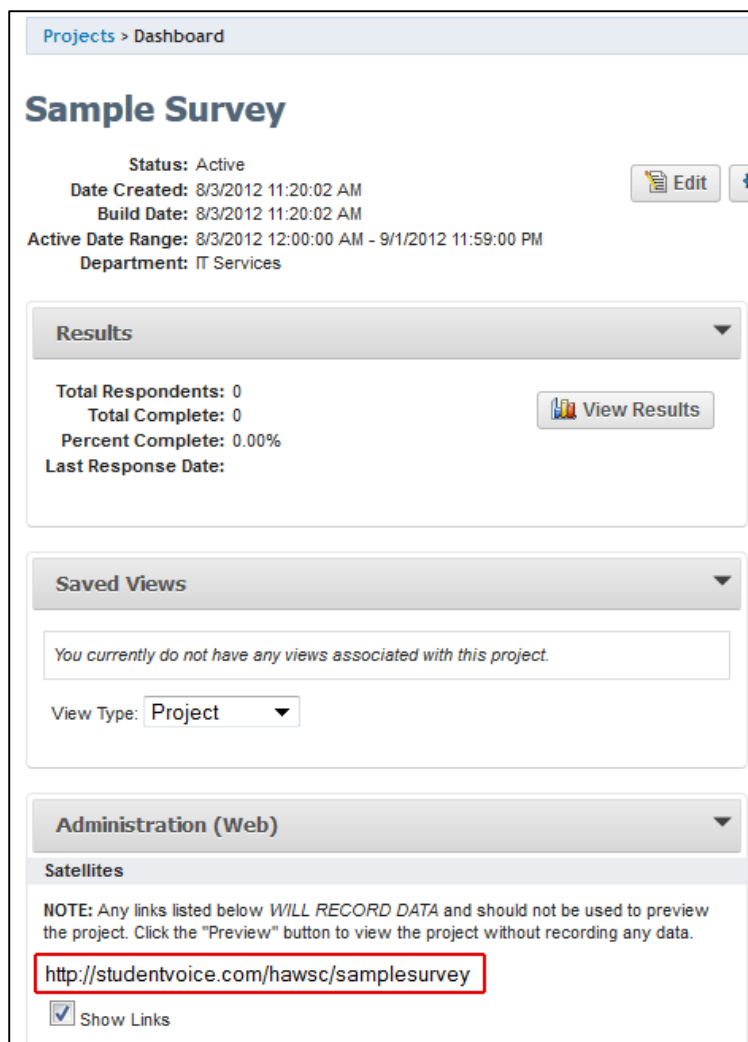 Projects > Dashboard
Sample Survey
Status: Active
Date Created: 8/3/2012 11:20:02 AM
Build Date: 8/3/2012 11:20:02 AM
Active Date Range: 8/3/2012 12:00:00 AM - 9/1/2012 11:59:00 PM
Department: IT Services
Edit
Results
Total Respondents: 0
Total Complete: 0
Percent Complete: 0.00%
Last Response Date:
View Results
Saved Views
You currently do not have any views associated with this project.
View Type: Project
Administration (Web)
Satellites
NOTE: Any links listed below WILL RECORD DATA and should not be used to preview
the project. Click the "Preview" button to view the project without recording any data.
http://studentvoice.com/hawsc/samplesurvey
Show Links